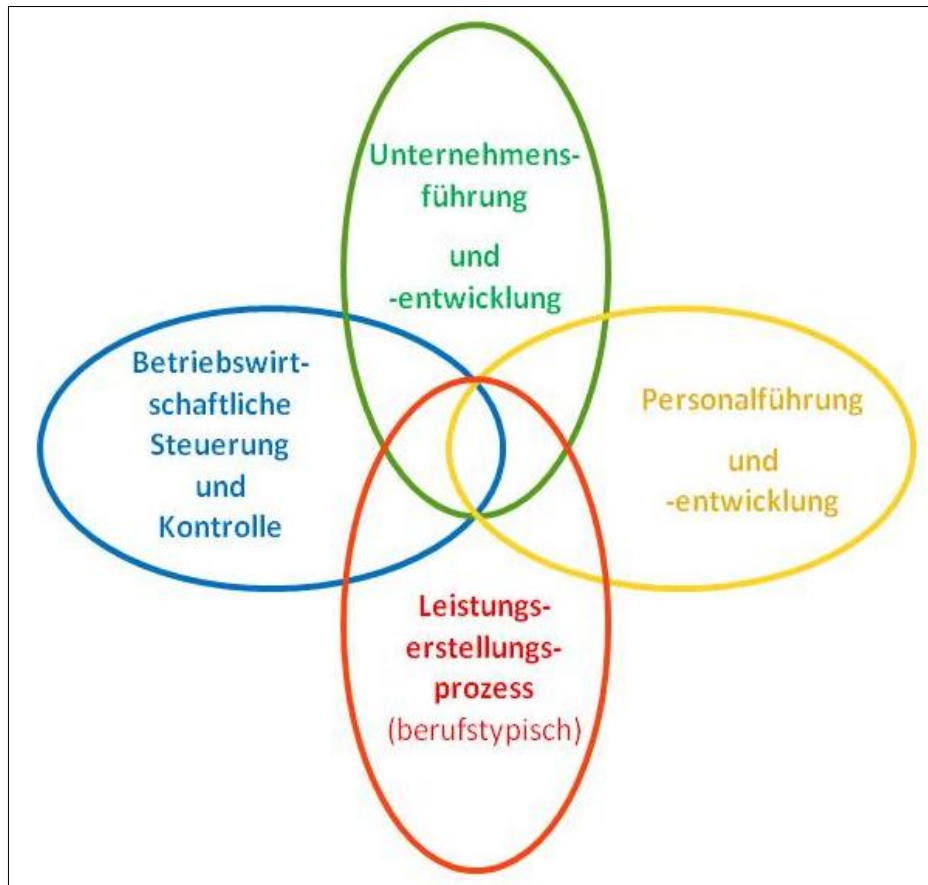 Unternehmens-
führung
und
-entwicklung
Betriebswirt-
schaftliche
Steuerung
und
Kontrolle
Personalführung
und
-entwicklung
Leistungs-
erstellungs-
prozess
(berufstypisch)